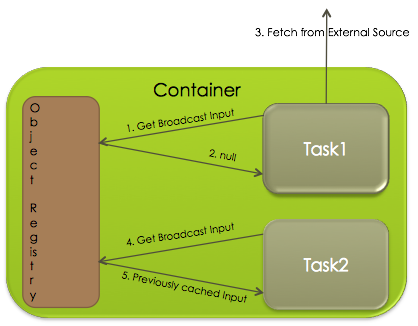 3. Fetch from External Source
Container
Object Registry
1. Get Broadcast Input
2. null
Task1
4. Get Broadcast Input
5. Previously cached Input
Task2